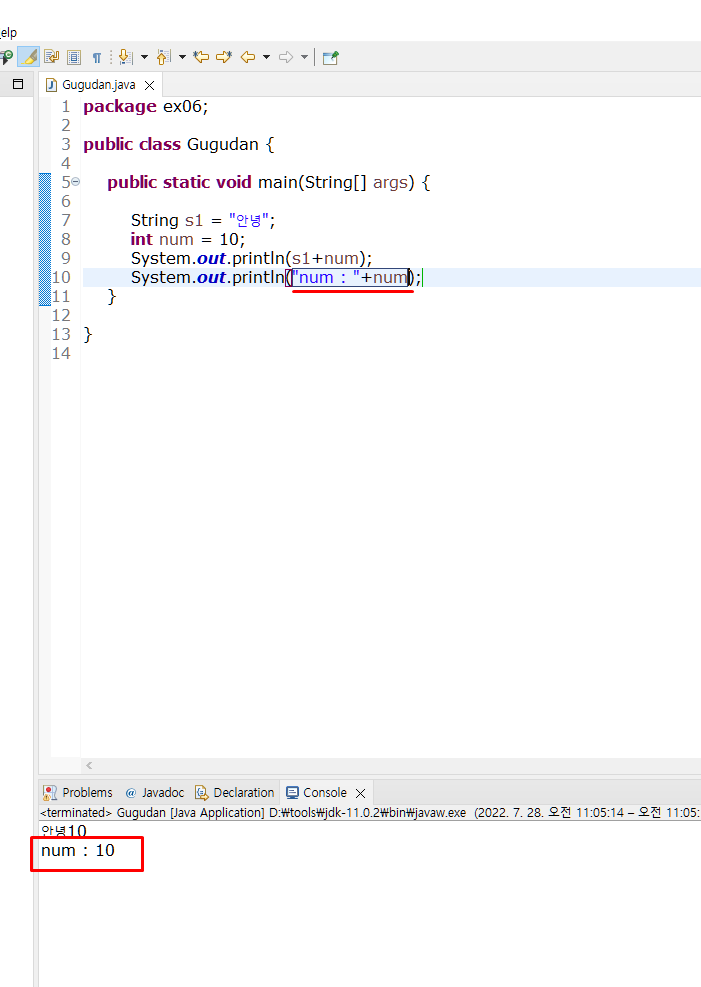 elp
Gugudan.java
1 package ex06;
2
3 public class Gugudan {
4
5 public static void main(String[] args) {
6
7 String s1 = "안녕";
8 int num = 10;
9 System.out.println(s1+num);
10 System.out.println("num : "+num);
11 }
12
13 }
14
Problems @ Javadoc Declaration Console
<terminated> Gugudan [Java Application] D:₩tools₩jdk-11.0.2₩bin₩javaw.exe (2022. 7. 28. 오전 11:05:14 – 오전 11:05:
안녕10
num : 10